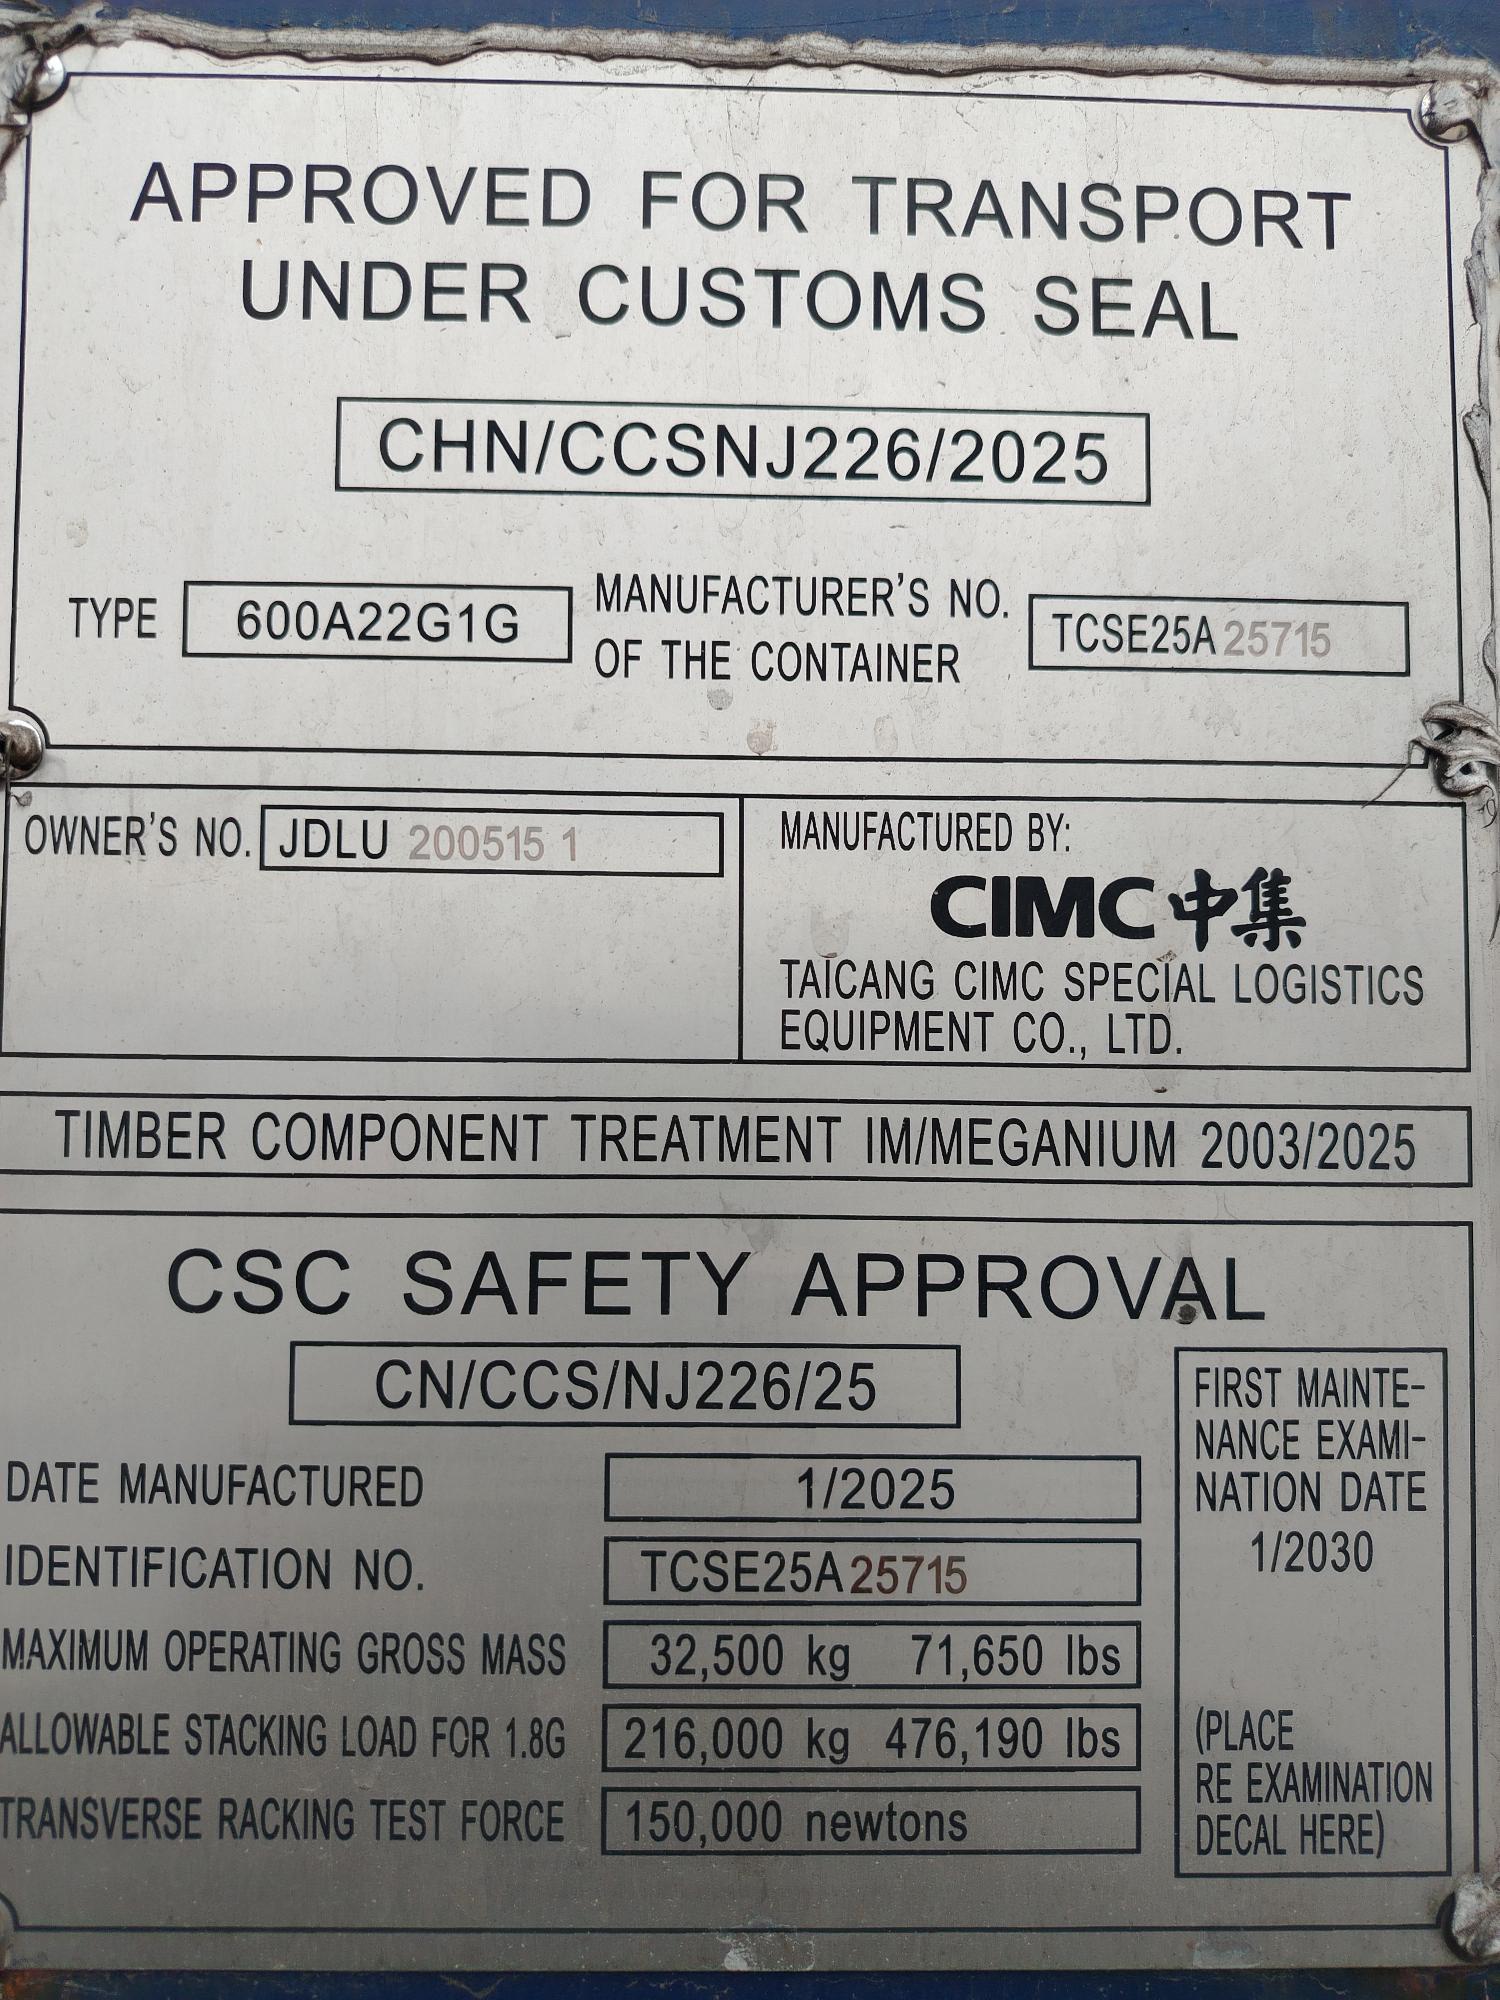 APPROVED FOR TRANSPORT
UNDER CUSTOMS SEAL
CHN/CCSNJ226/2025
TYPE 600A22G1G MANUFACTURER'S NO.
OF THE CONTAINER TCSE25A 25715
OWNER'S NO. JDLU 200515 1
MANUFACTURED BY:
CIMC 中集
TAICANG CIMC SPECIAL LOGISTICS
EQUIPMENT CO., LTD.
TIMBER COMPONENT TREATMENT IM/MEGANIUM 2003/2025
CSC SAFETY APPROVAL
CN/CCS/NJ226/25
DATE MANUFACTURED 1/2025
IDENTIFICATION NO. TCSE25A 25715
MAXIMUM OPERATING GROSS MASS 32,500 kg 71,650 lbs
ALLOWABLE STACKING LOAD FOR 1.8G 216,000 kg 476,190 lbs
TRANSVERSE RACKING TEST FORCE 150,000 newtons
FIRST MAINTE-
NANCE EXAMI-
NATION DATE
1/2030
(PLACE
RE EXAMINATION
DECAL HERE)